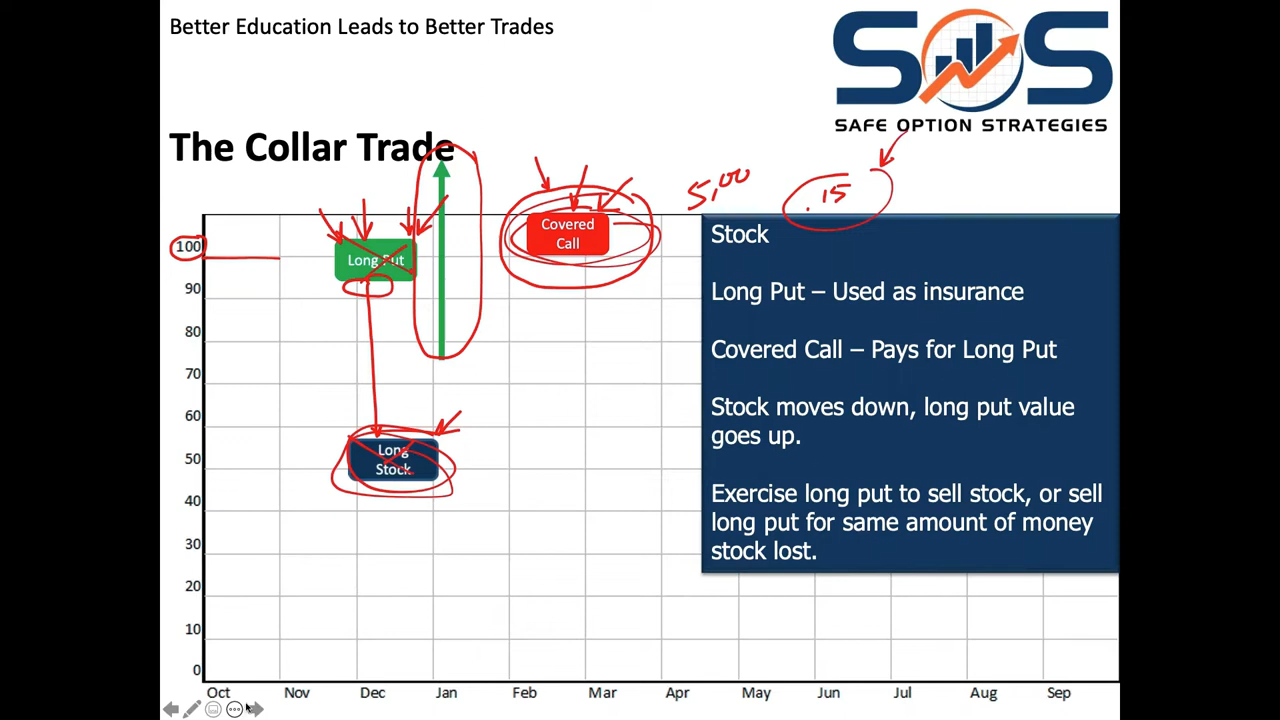 Better Education Leads to Better Trades
SOS
SAFE OPTION STRATEGIES
The Collar Trade
5,00
.15
Covered
Call
Long Put
Long
Stock
Stock
Long Put – Used as insurance
Covered Call – Pays for Long Put
Stock moves down, long put value
goes up.
Exercise long put to sell stock, or sell
long put for same amount of money
stock lost.
100
90
80
70
60
50
40
30
20
10
0
Oct Nov Dec Jan Feb Mar Apr May Jun Jul Aug Sep